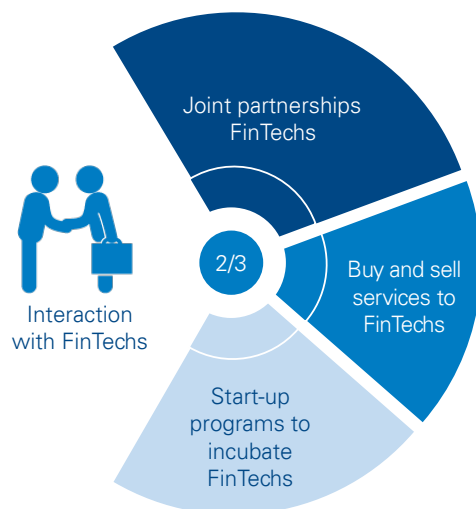 Joint partnerships
FinTechs
2/3
Interaction
with FinTechs
Buy and sell
services to
FinTechs
Start-up
programs to
incubate
FinTechs